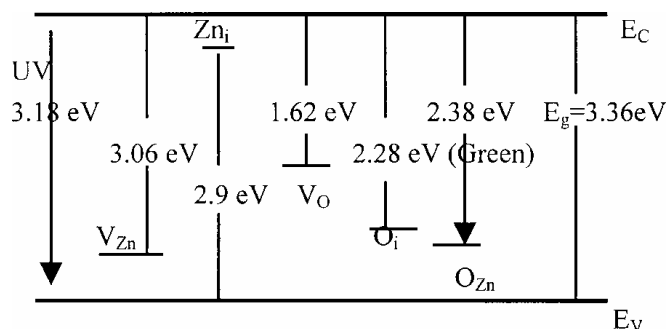 Zn_i
E_C
UV
3.18 eV
1.62 eV
2.38 eV
E_g=3.36eV
3.06 eV
2.28 eV (Green)
2.9 eV
V_O
V_Zn
O_i
O_Zn
E_V